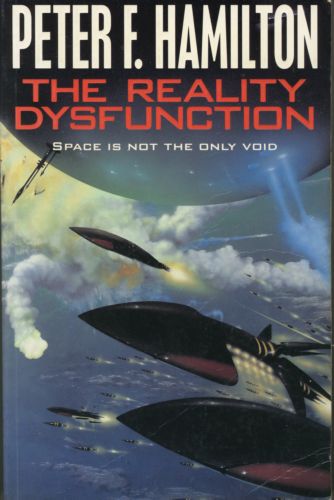 PETER F. HAMILTON
THE REALITY
DYSFUNCTION
SPACE IS NOT THE ONLY VOID